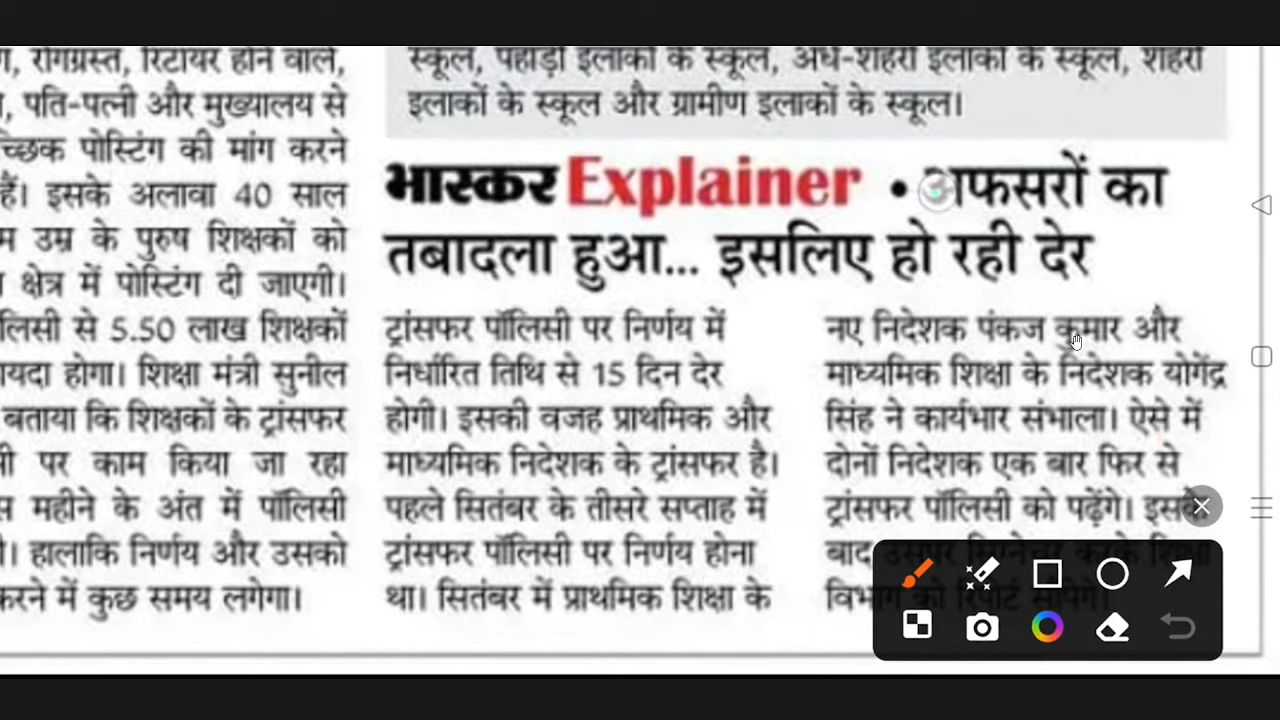 रोगग्रस्त, रिटायर होने वाले,
पति-पत्नी और मुख्यालय से
पोस्टिंग की मांग करने
हैं। इसके अलावा 40 साल
उम्र के पुरुष शिक्षकों को
क्षेत्र में पोस्टिंग दी जाएगी।
से 5.50 लाख शिक्षकों
होगा। शिक्षा मंत्री सुनील
बताया कि शिक्षकों के ट्रांसफर
पर काम किया जा रहा
महीने के अंत में पॉलिसी
हालाकि निर्णय और उसको
करने में कुछ समय लगेगा।
स्कूल, पहाड़ी इलाकों के स्कूल, अर्ध-शहरी इलाकों के स्कूल, शहरी
इलाकों के स्कूल और ग्रामीण इलाकों के स्कूल।
भास्कर Explainer • अफसरों का
तबादला हुआ... इसलिए हो रही देर
ट्रांसफर पॉलिसी पर निर्णय में
निर्धारित तिथि से 15 दिन देर
होगी। इसकी वजह प्राथमिक और
माध्यमिक निदेशक के ट्रांसफर है।
पहले सितंबर के तीसरे सप्ताह में
ट्रांसफर पॉलिसी पर निर्णय होना
था। सितंबर में प्राथमिक शिक्षा के
नए निदेशक पंकज कुमार और
माध्यमिक शिक्षा के निदेशक योगेंद्र
सिंह ने कार्यभार संभाला। ऐसे में
दोनों निदेशक एक बार फिर से
ट्रांसफर पॉलिसी को पढ़ेंगे। इसके
बाद